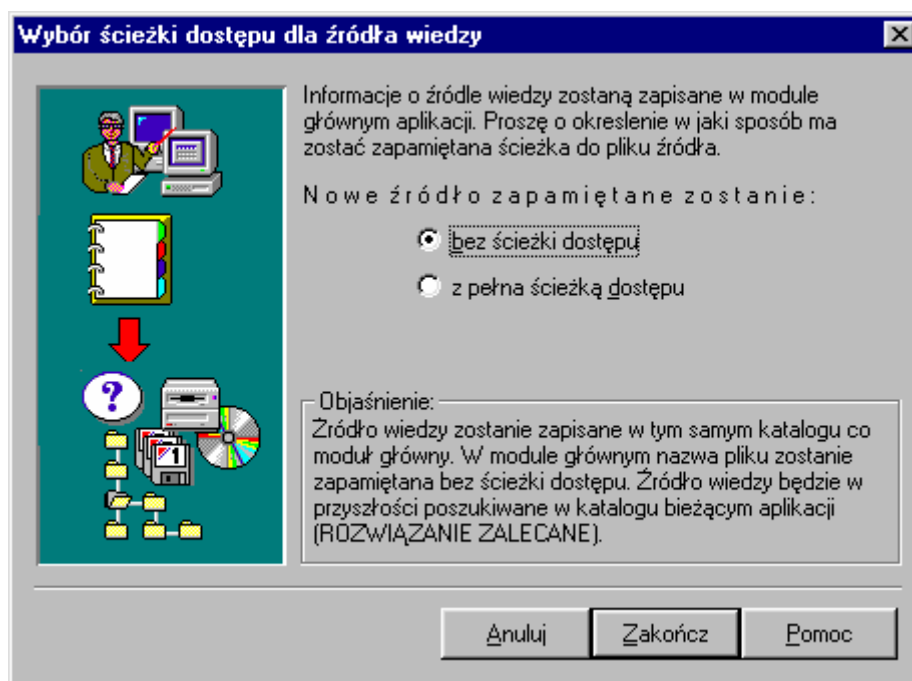 Wybór ścieżki dostępu dla źródła wiedzy
Informacje o źródle wiedzy zostaną zapisane w module
głównym aplikacji. Proszę o okreslenie w jaki sposób ma
zostać zapamiętana ścieżka do pliku źródła.
Nowe źródło zapamiętane zostanie:
bez ścieżki dostępu
z pełna ścieżką dostępu
?
1
Objaśnienie:
Źródło wiedzy zostanie zapisane w tym samym katalogu co
moduł główny. W module głównym nazwa pliku zostanie
zapamiętana bez ścieżki dostępu. Źródło wiedzy będzie w
przyszłości poszukiwane w katalogu bieżącym aplikacji
(ROZWIĄZANIE ZALECANE).
Anuluj
Zakończ
Pomoc